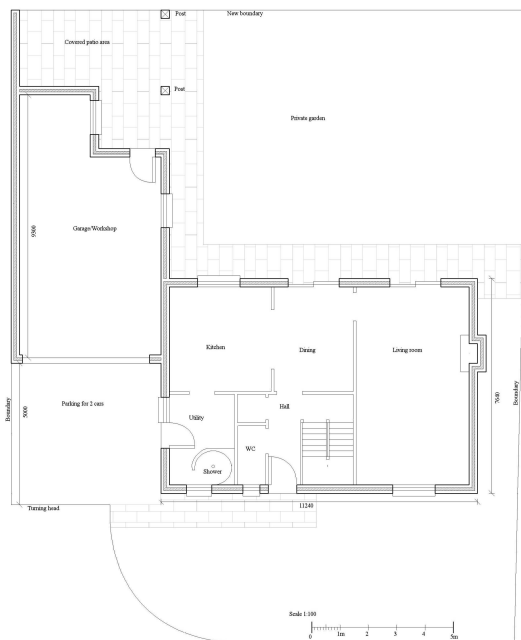 Post
New boundary
Covered patio area
Post
Private garden
Garage/Workshop
9300
Kitchen
Dining
Living room
7640
Parking for 2 cars
5000
Boundary
Boundary
Utility
Hall
WC
Shower
Turning head
11240
Scale 1:100
0 1m 2 3 4 5m